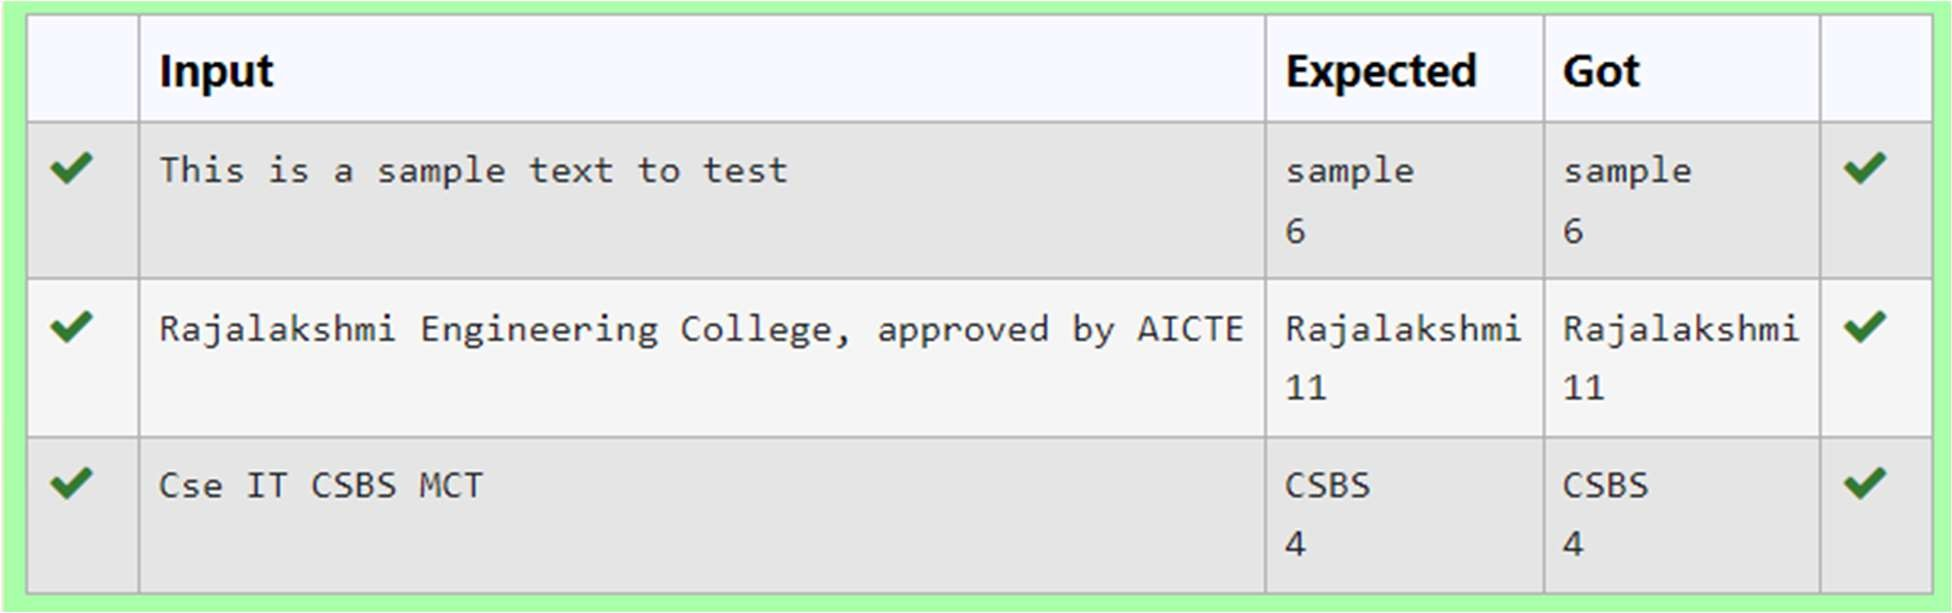 Input Expected Got
This is a sample text to test sample sample
6 6
Rajalakshmi Engineering College, approved by AICTE Rajalakshmi Rajalakshmi
11 11
Cse IT CSBS MCT CSBS CSBS
4 4